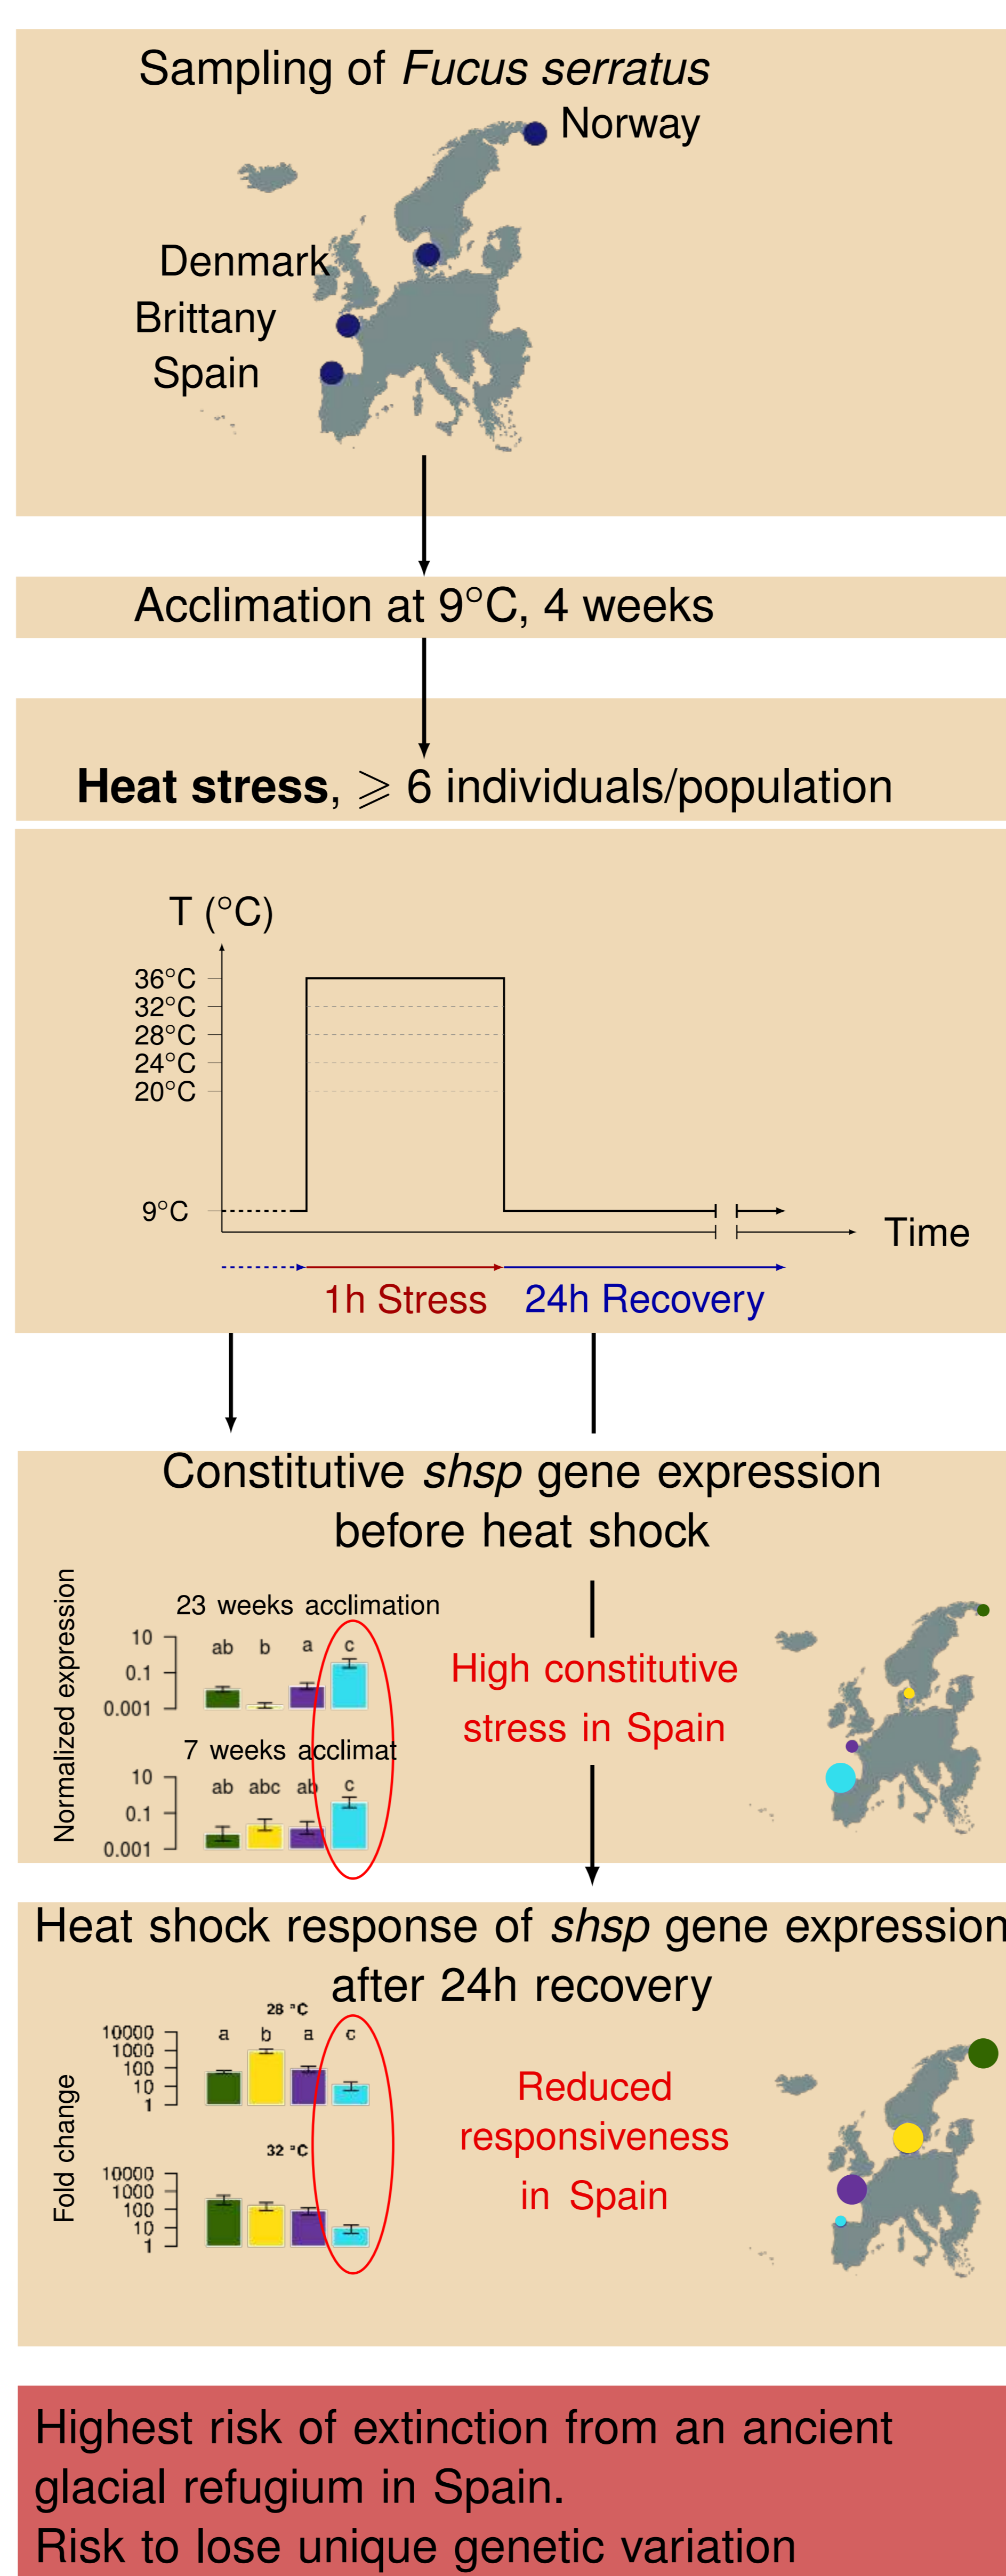 Sampling of Fucus serratus
Norway
Denmark
Brittany
Spain
Acclimation at 9°C, 4 weeks
Heat stress, ⩾ 6 individuals/population
T (°C)
36°C
32°C
28°C
24°C
20°C
9°C
Time
1h Stress
24h Recovery
Constitutive shsp gene expression
before heat shock
Normalized expression
23 weeks acclimation
10
0.1
0.001
ab b a c
7 weeks acclimat
10
0.1
0.001
ab abc ab c
High constitutive
stress in Spain
Heat shock response of shsp gene expression
after 24h recovery
Fold change
28 °C
10000
1000
100
10
1
a b a c
32 °C
10000
1000
100
10
1
Reduced
responsiveness
in Spain
Highest risk of extinction from an ancient
glacial refugium in Spain.
Risk to lose unique genetic variation